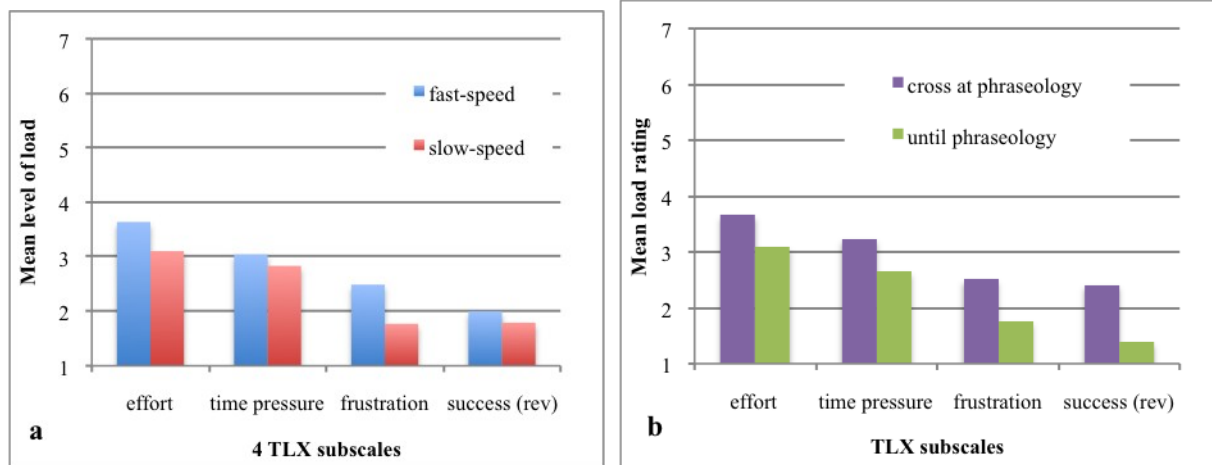 7
6
5
4
3
2
1
Mean level of load
fast-speed
slow-speed
effort time pressure frustration success (rev)
a
4 TLX subscales
7
6
5
4
3
2
1
Mean load rating
cross at phraseology
until phraseology
effort time pressure frustration success (rev)
b
TLX subscales